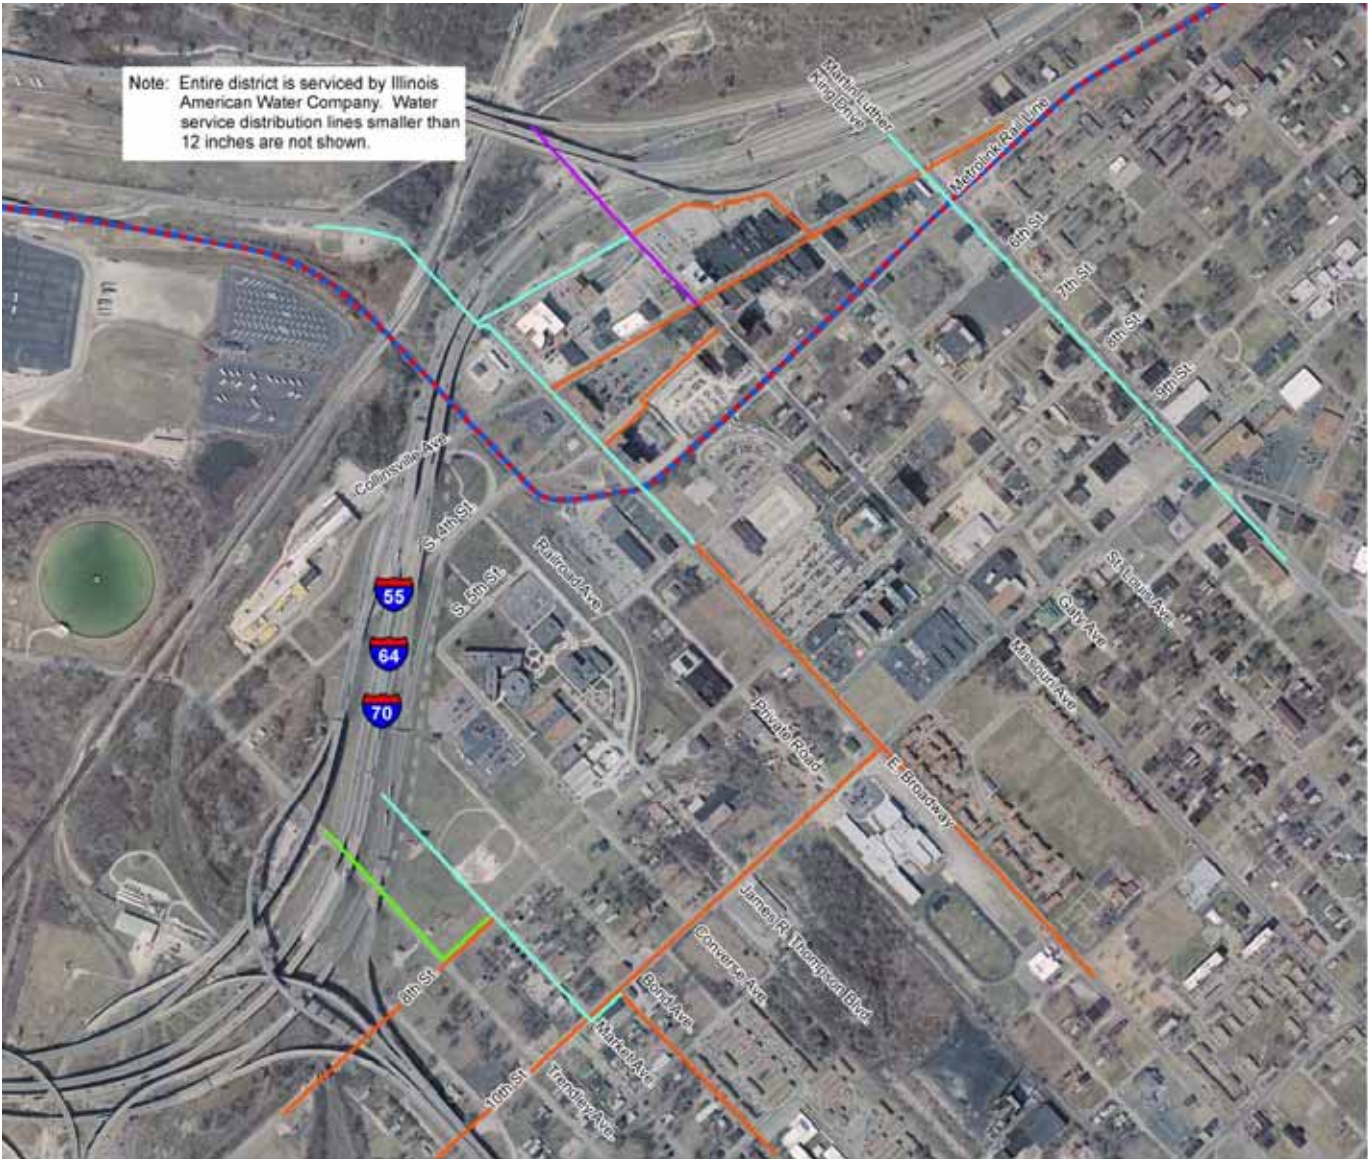 Note: Entire district is serviced by Illinois
American Water Company. Water
service distribution lines smaller than
12 inches are not shown.
Martin Luther
King Drive
Metrolink Rail Line
6th St.
7th St.
8th St.
9th St.
Collinsville Ave.
S. 4th St.
S. 5th St.
Railroad Ave.
55
64
70
St. Louis Ave.
Gaty Ave
Missouri Ave
Private Road
E. Broadway
James R. Thompson Blvd.
Converse Ave.
Bond Ave.
8th St.
Market Ave.
10th St.
Trendley Ave.